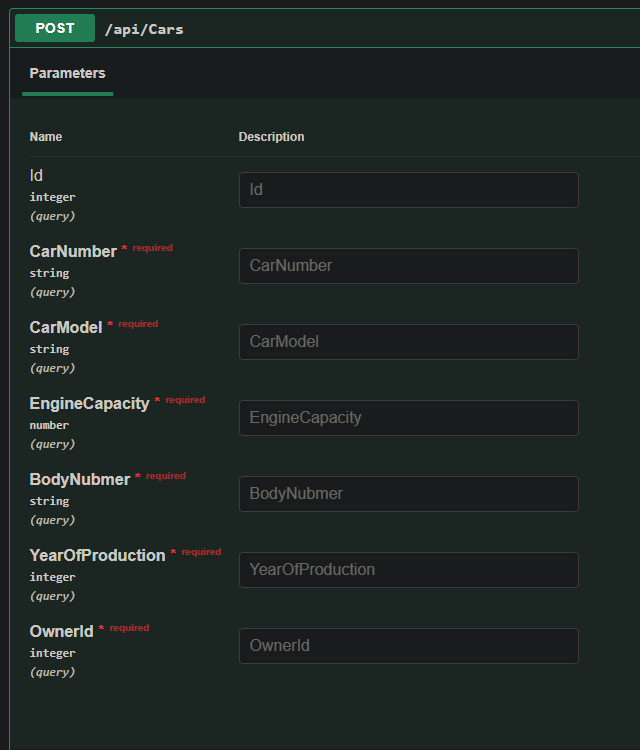 POST /api/Cars
Parameters
Name Description
Id
integer
(query)
Id
CarNumber * required
string
(query)
CarNumber
CarModel * required
string
(query)
CarModel
EngineCapacity * required
number
(query)
EngineCapacity
BodyNubmer * required
string
(query)
BodyNubmer
YearOfProduction * required
integer
(query)
YearOfProduction
OwnerId * required
integer
(query)
OwnerId